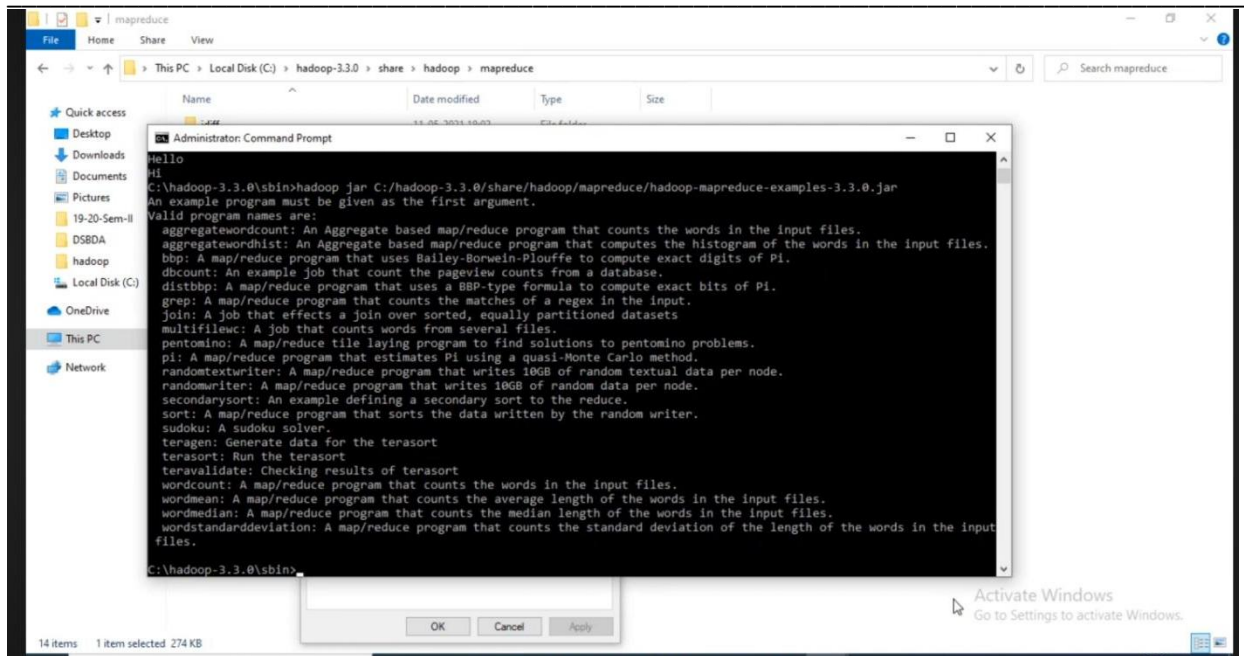 mapreduce
File Home Share View
This PC > Local Disk (C:) > hadoop-3.3.0 > share > hadoop > mapreduce
Search mapreduce
Name Date modified Type Size
Quick access
Desktop
Downloads
Documents
Pictures
19-20-Sem-II
DSBDA
hadoop
Local Disk (C:)
OneDrive
This PC
Network
Administrator: Command Prompt
Hello
Hi
C:\hadoop-3.3.0\sbin>hadoop jar C:/hadoop-3.3.0/share/hadoop/mapreduce/hadoop-mapreduce-examples-3.3.0.jar
An example program must be given as the first argument.
Valid program names are:
aggregatewordcount: An Aggregate based map/reduce program that counts the words in the input files.
aggregatewordhist: An Aggregate based map/reduce program that computes the histogram of the words in the input files.
bbp: A map/reduce program that uses Bailey-Borwein-Plouffe to compute exact digits of Pi.
dbcount: An example job that count the pageview counts from a database.
distbbp: A map/reduce program that uses a BBP-type formula to compute exact bits of Pi.
grep: A map/reduce program that counts the matches of a regex in the input.
join: A job that effects a join over sorted, equally partitioned datasets
multifilewc: A job that counts words from several files.
pentomino: A map/reduce tile laying program to find solutions to pentomino problems.
pi: A map/reduce program that estimates Pi using a quasi-Monte Carlo method.
randomtextwriter: A map/reduce program that writes 10GB of random textual data per node.
randomwriter: A map/reduce program that writes 10GB of random data per node.
secondarysort: An example defining a secondary sort to the reduce.
sort: A map/reduce program that sorts the data written by the random writer.
sudoku: A sudoku solver.
teragen: Generate data for the terasort
terasort: Run the terasort
teravalidate: Checking results of terasort
wordcount: A map/reduce program that counts the words in the input files.
wordmean: A map/reduce program that counts the average length of the words in the input files.
wordmedian: A map/reduce program that counts the median length of the words in the input files.
wordstandarddeviation: A map/reduce program that counts the standard deviation of the length of the words in the input
files.
C:\hadoop-3.3.0\sbin>
OK Cancel Apply
Activate Windows
Go to Settings to activate Windows.
14 items 1 item selected 274 KB